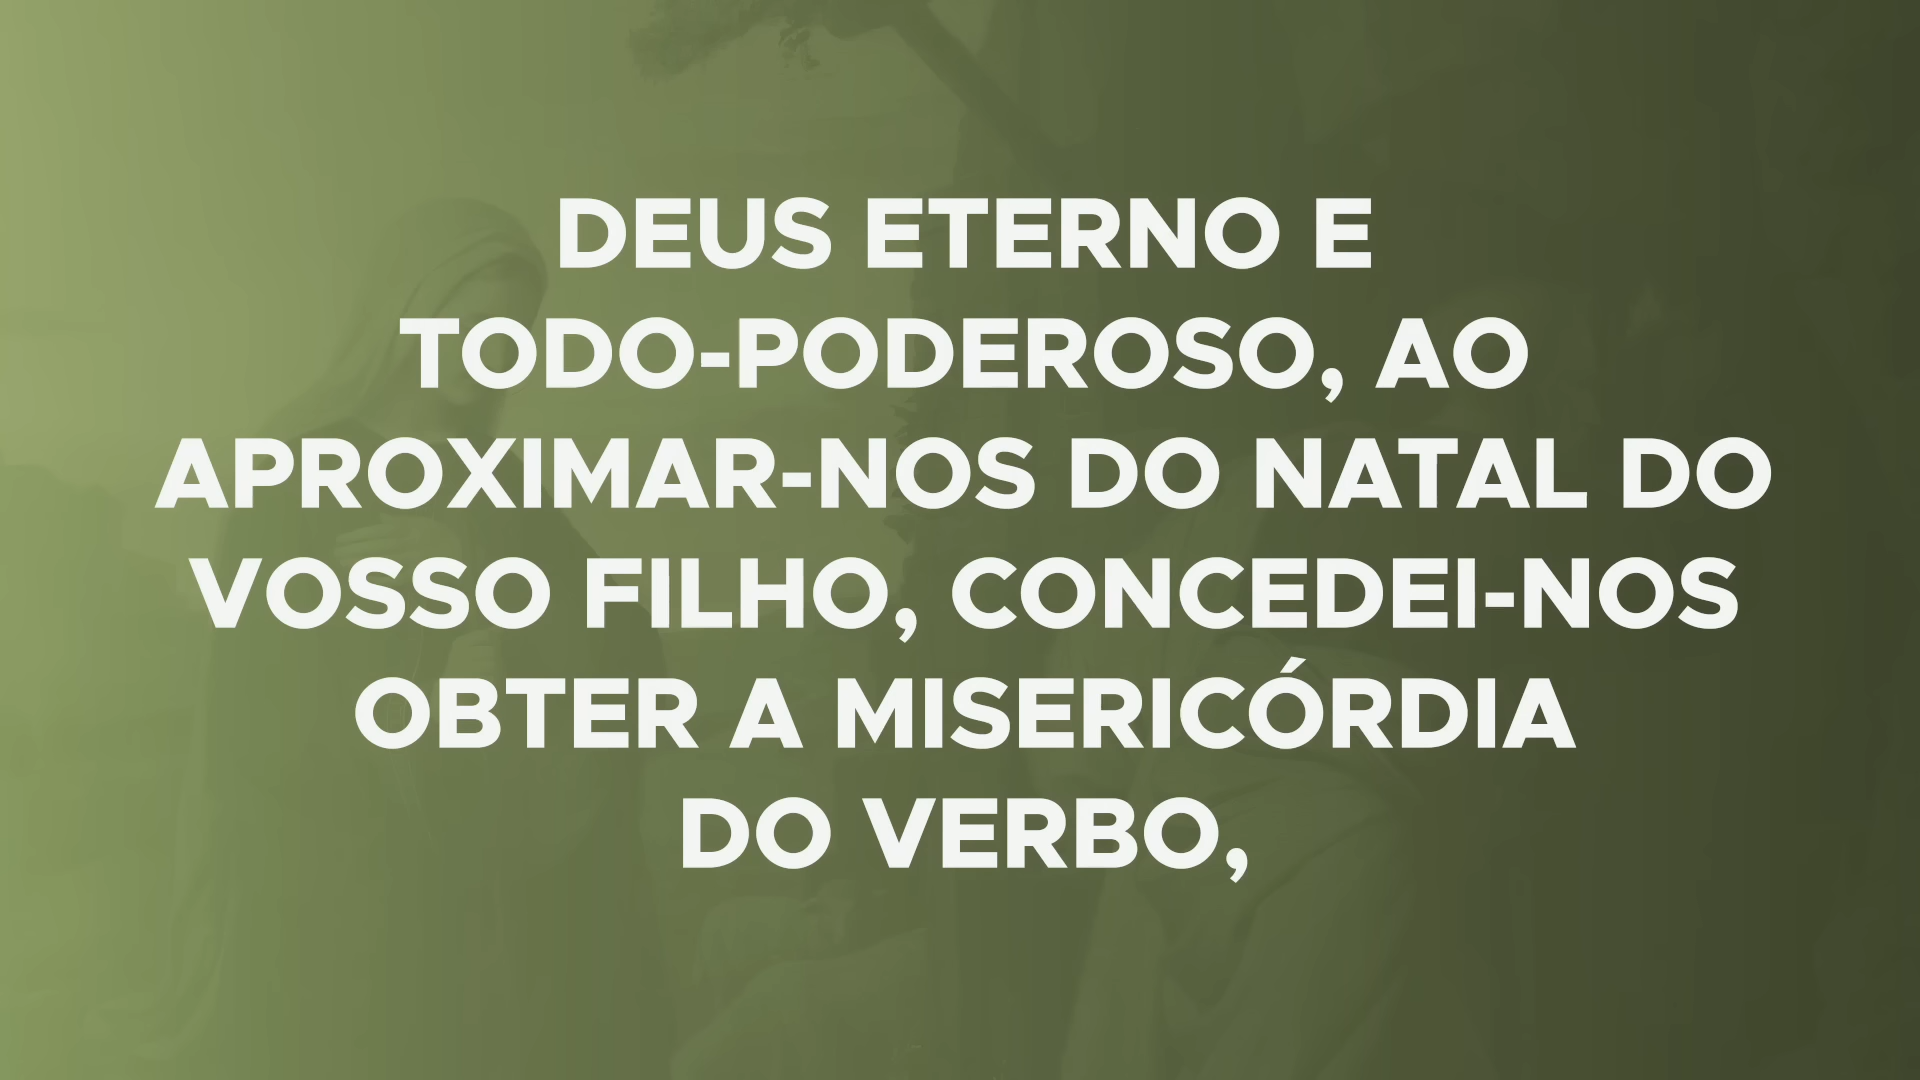 DEUS ETERNO E
TODO-PODEROSO, AO
APROXIMAR-NOS DO NATAL DO
VOSSO FILHO, CONCEDEI-NOS
OBTER A MISERICÓRDIA
DO VERBO,